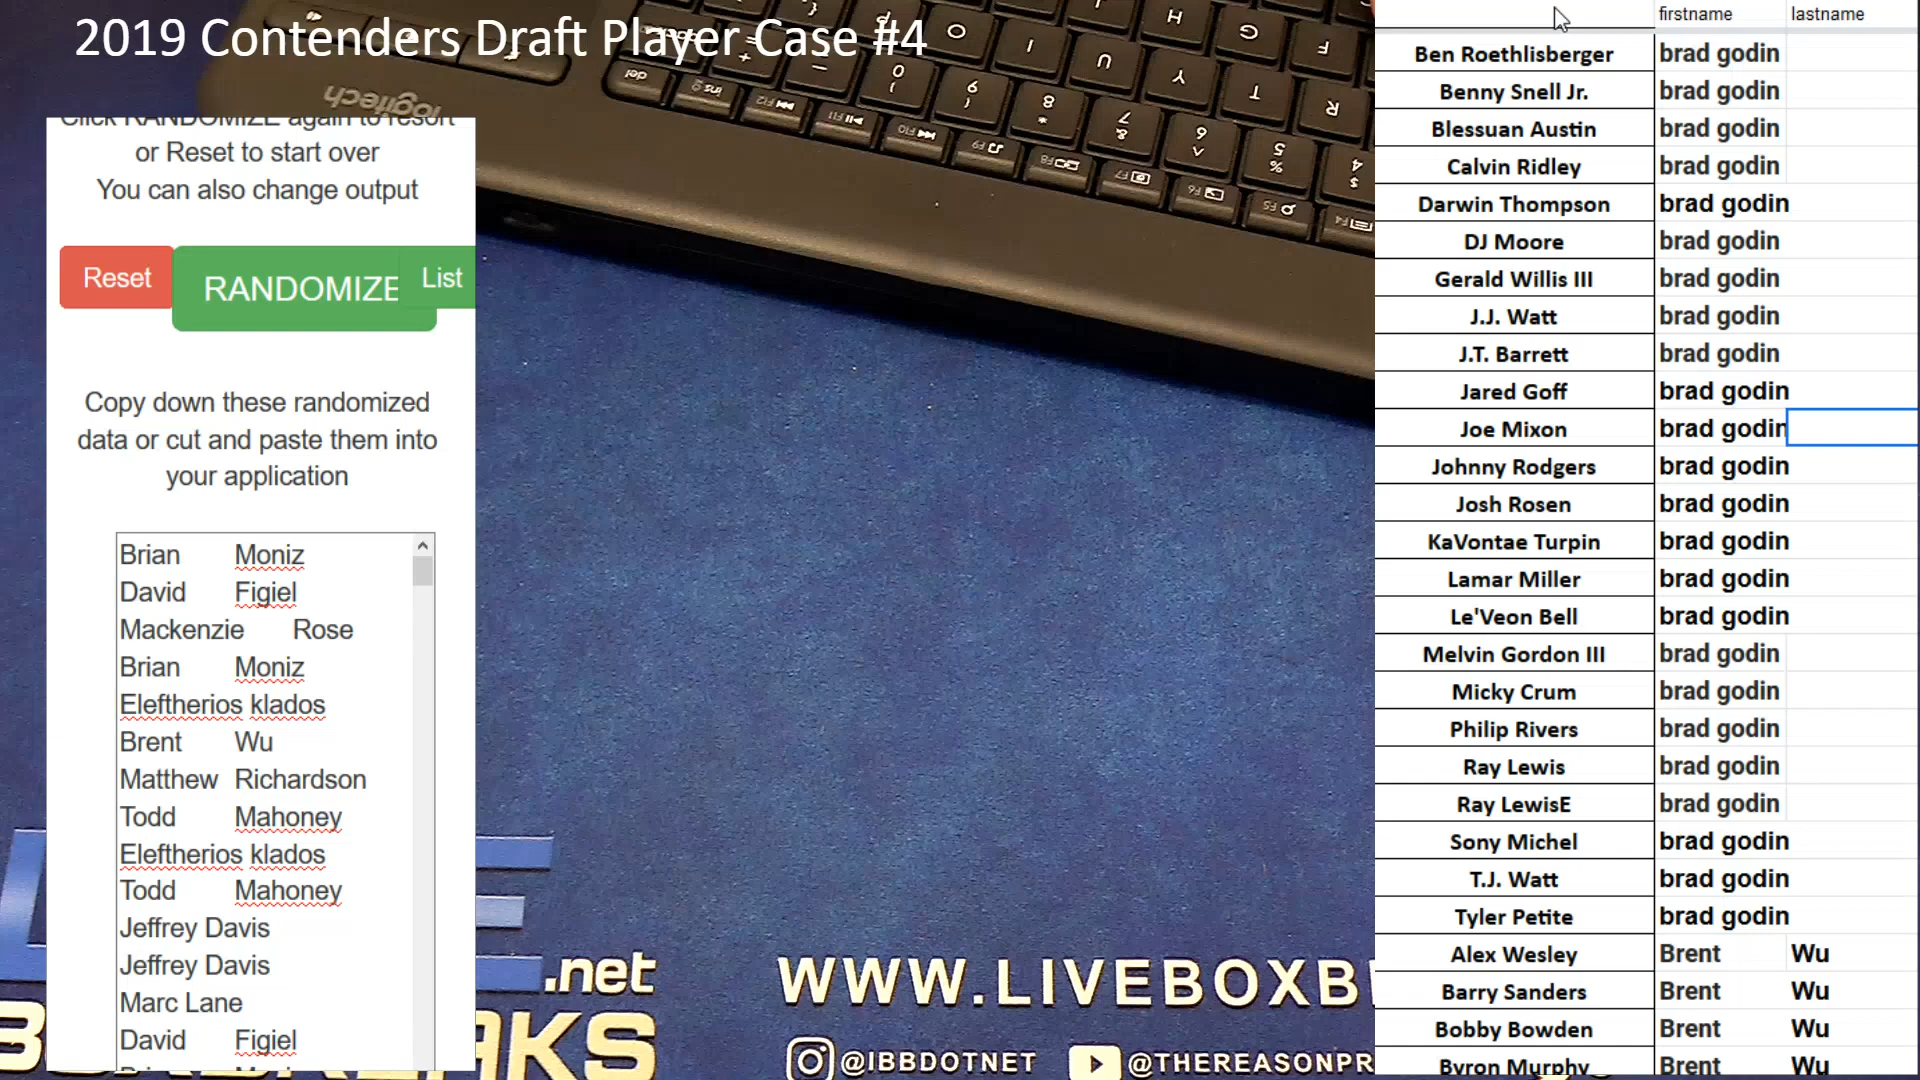 2019 Contenders Draft Player Case #4
Click RANDOMIZE again to resort
or Reset to start over
You can also change output
Reset
RANDOMIZE
List
Copy down these randomized
data or cut and paste them into
your application
Brian Moniz
David Figiel
Mackenzie Rose
Brian Moniz
Eleftherios klados
Brent Wu
Matthew Richardson
Todd Mahoney
Eleftherios klados
Todd Mahoney
Jeffrey Davis
Jeffrey Davis
Marc Lane
David Figiel
logitech
.net
WWW.LIVEBOXB
@IBBDOTNET
@THEREASONPR
firstname lastname
Ben Roethlisberger brad godin
Benny Snell Jr. brad godin
Blessuan Austin brad godin
Calvin Ridley brad godin
Darwin Thompson brad godin
DJ Moore brad godin
Gerald Willis III brad godin
J.J. Watt brad godin
J.T. Barrett brad godin
Jared Goff brad godin
Joe Mixon brad godin
Johnny Rodgers brad godin
Josh Rosen brad godin
KaVontae Turpin brad godin
Lamar Miller brad godin
Le'Veon Bell brad godin
Melvin Gordon III brad godin
Micky Crum brad godin
Philip Rivers brad godin
Ray Lewis brad godin
Ray LewisE brad godin
Sony Michel brad godin
T.J. Watt brad godin
Tyler Petite brad godin
Alex Wesley Brent Wu
Barry Sanders Brent Wu
Bobby Bowden Brent Wu
Byron Murphy Brent Wu